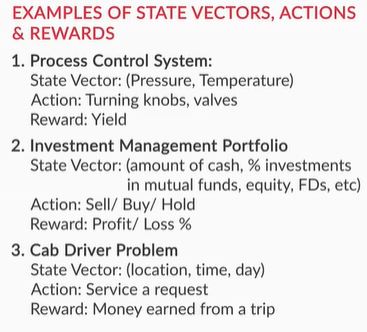 EXAMPLES OF STATE VECTORS, ACTIONS
& REWARDS
1. Process Control System:
State Vector: (Pressure, Temperature)
Action: Turning knobs, valves
Reward: Yield
2. Investment Management Portfolio
State Vector: (amount of cash, % investments
in mutual funds, equity, FDs, etc)
Action: Sell/ Buy/ Hold
Reward: Profit/ Loss %
3. Cab Driver Problem
State Vector: (location, time, day)
Action: Service a request
Reward: Money earned from a trip